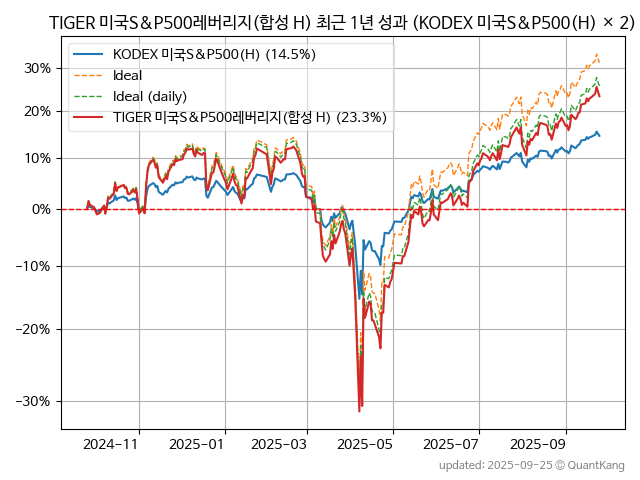 TIGER 미국S&P500레버리지(합성 H) 최근 1년 성과 (KODEX 미국S&P500(H) × 2)
KODEX 미국S&P500(H) (14.5%)
Ideal
Ideal (daily)
TIGER 미국S&P500레버리지(합성 H) (23.3%)
30%
20%
10%
0%
−10%
−20%
−30%
2024-11
2025-01
2025-03
2025-05
2025-07
2025-09
updated: 2025-09-25 © QuantKang